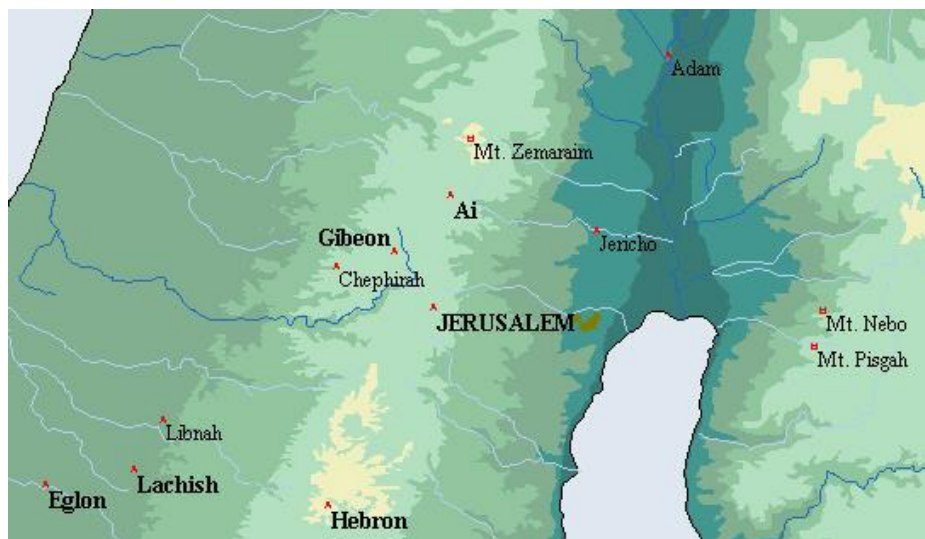 Adam
Mt. Zemaraim
Ai
Gibeon
Jericho
Chephirah
JERUSALEM
Mt. Nebo
Mt. Pisgah
Libnah
Lachish
Eglon
Hebron